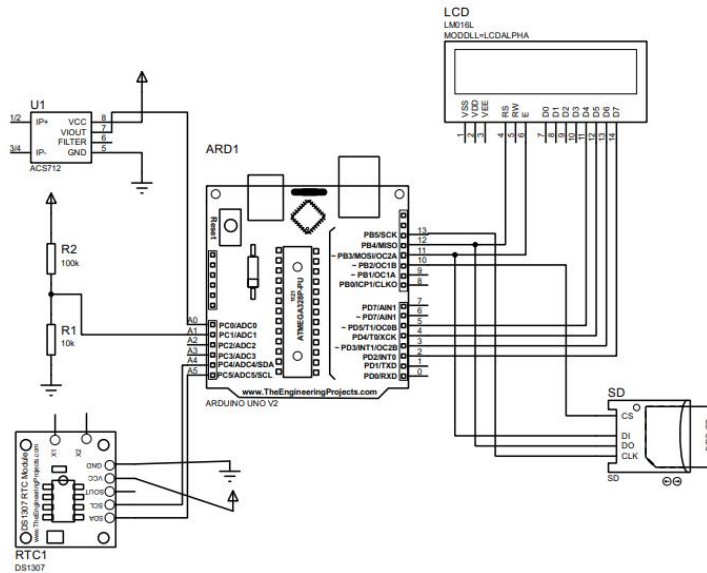 LCD
LM016L
MODDLL=LCDALPHA
VSS
VDD
VEE
RS
RW
E
D0
D1
D2
D3
D4
D5
D6
D7
1
2
3
4
5
6
7
8
9
10
11
12
13
14
U1
1/2
IP+
VCC
8
VIOUT
7
FILTER
6
3/4
IP-
GND
5
ACS712
ARD1
Reset
ATMEGA328P-PU
1121
PB5/SCK
13
PB4/MISO
12
~ PB3/MOSI/OC2A
11
~ PB2/OC1B
10
~ PB1/OC1A
9
PB0/ICP1/CLKO
8
PD7/AIN1
7
~ PD7/AIN1
6
~ PD5/T1/OC0B
5
PD4/T0/XCK
4
~ PD3/INT1/OC2B
3
PD2/INT0
2
PD1/TXD
1
PD0/RXD
0
A0
PC0/ADC0
A1
PC1/ADC1
A2
PC2/ADC2
A3
PC3/ADC3
A4
PC4/ADC4/SDA
A5
PC5/ADC5/SCL
www.TheEngineeringProjects.com
ARDUINO UNO V2
R2
100k
R1
10k
X1
X2
GND
VCC
SOUT
SCL
SDA
DS1307 RTC Module
www.TheEngineeringProjects.com
RTC1
DS1307
SD
CS
DI
DO
CLK
SD